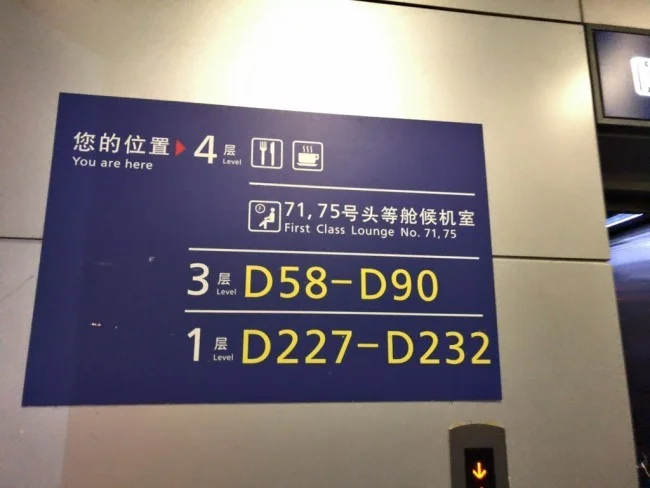 您的位置 4 层
You are here Level
F 71, 75号头等舱候机室
First Class Lounge No. 71, 75
3 层 Level D58-D90
1 层 Level D227-D232